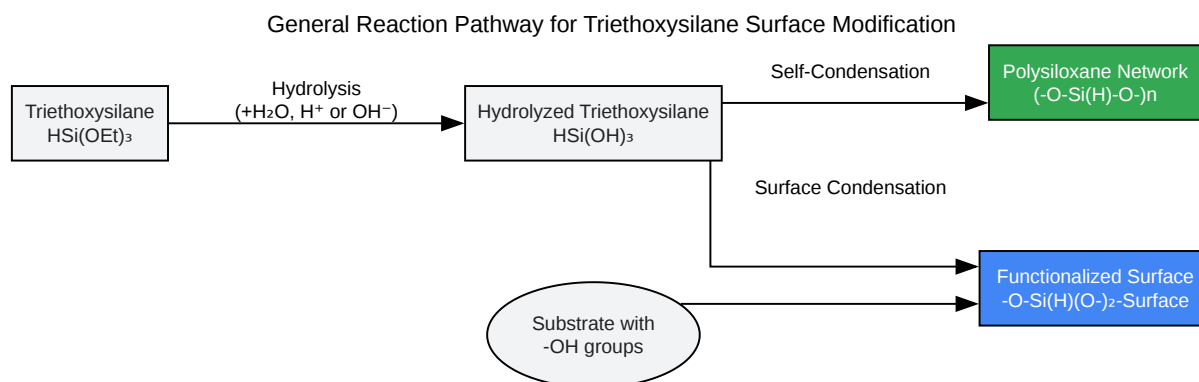 General Reaction Pathway for Triethoxysilane Surface Modification
Triethoxysilane
HSi(OEt)₃
Hydrolysis
(+H₂O, H⁺ or OH⁻)
Hydrolyzed Triethoxysilane
HSi(OH)₃
Self-Condensation
Polysiloxane Network
(-O-Si(H)-O-)n
Surface Condensation
Substrate with
-OH groups
Functionalized Surface
-O-Si(H)(O-)₂-Surface